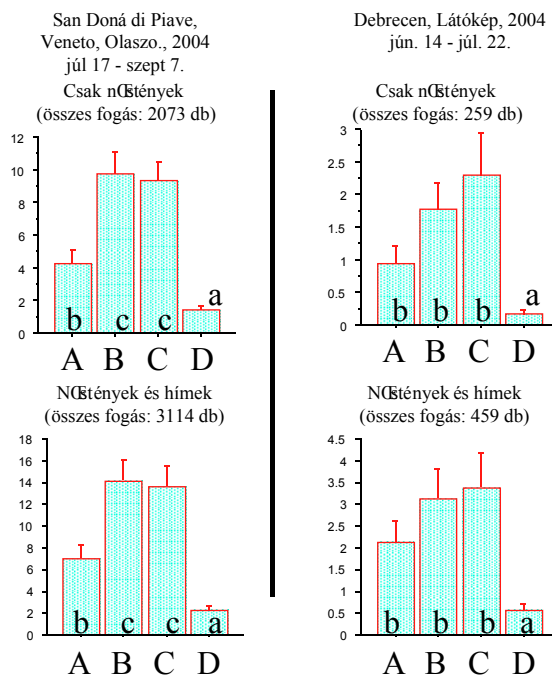 San Doná di Piave,
Veneto, Olaszo., 2004
júl 17 - szept 7.
Csak nŒstények
(összes fogás: 2073 db)
12
10
8
6
4
2
0
b
c
c
a
A B C D
NŒstények és hímek
(összes fogás: 3114 db)
18
16
14
12
10
8
6
4
2
0
b
c
c
a
A B C D
Debrecen, Látókép, 2004
jún. 14 - júl. 22.
Csak nŒstények
(összes fogás: 259 db)
3
2.5
2
1.5
1
0.5
0
b
b
b
a
A B C D
NŒstények és hímek
(összes fogás: 459 db)
4.5
4
3.5
3
2.5
2
1.5
1
0.5
0
b
b
b
a
A B C D